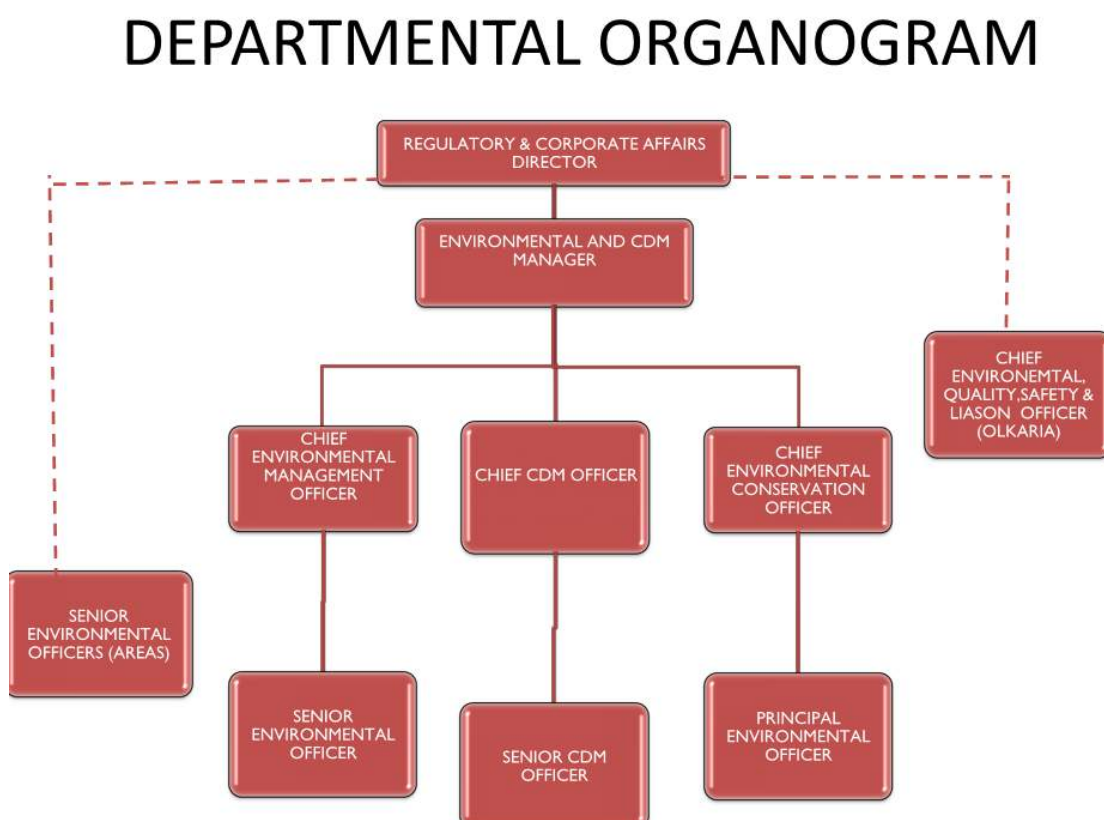 DEPARTMENTAL ORGANOGRAM
REGULATORY & CORPORATE AFFAIRS
DIRECTOR
ENVIRONMENTAL AND CDM
MANAGER
CHIEF
ENVIRONEMTAL,
QUALITY,SAFETY &
LIASON OFFICER
(OLKARIA)
CHIEF
ENVIRONMENTAL
MANAGEMENT
OFFICER
CHIEF CDM OFFICER
CHIEF
ENVIRONMENTAL
CONSERVATION
OFFICER
SENIOR
ENVIRONMENTAL
OFFICERS (AREAS)
SENIOR
ENVIRONMENTAL
OFFICER
SENIOR CDM
OFFICER
PRINCIPAL
ENVIRONMENTAL
OFFICER